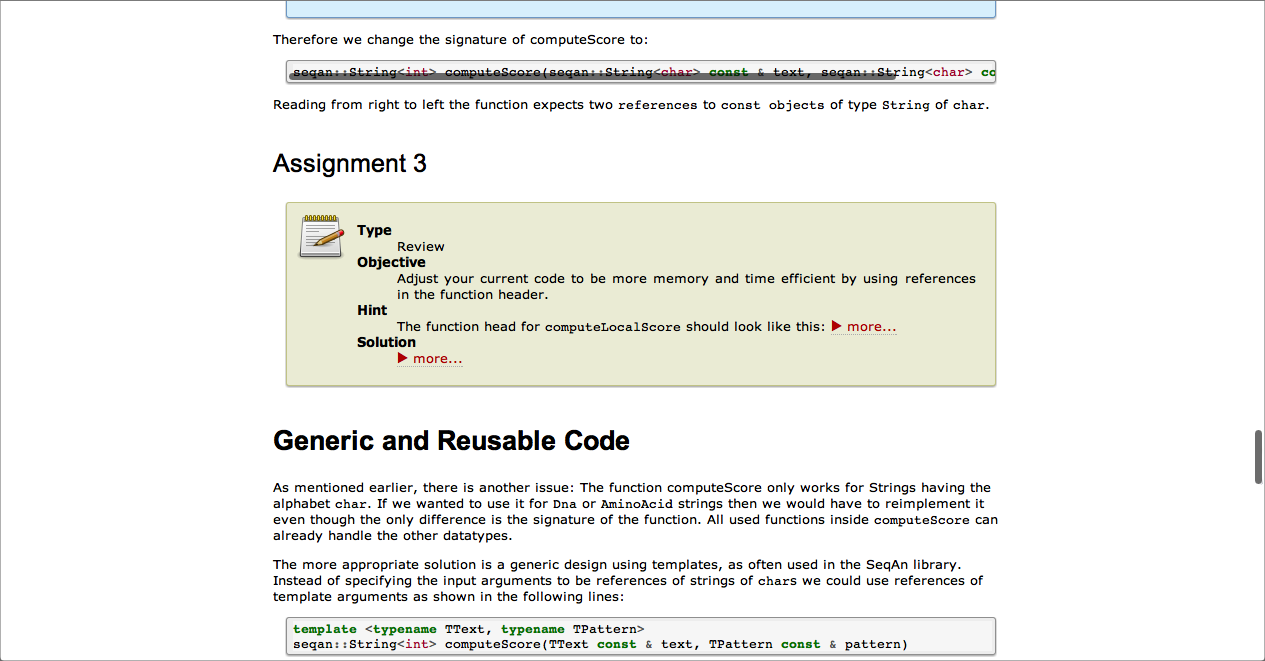 Therefore we change the signature of computeScore to:
seqan::String<int> computeScore(seqan::String<char> const & text, seqan::String<char> co
Reading from right to left the function expects two references to const objects of type String of char.
Assignment 3
Type
Review
Objective
Adjust your current code to be more memory and time efficient by using references
in the function header.
Hint
The function head for computeLocalScore should look like this: ▶ more...
Solution
▶ more...
Generic and Reusable Code
As mentioned earlier, there is another issue: The function computeScore only works for Strings having the
alphabet char. If we wanted to use it for Dna or AminoAcid strings then we would have to reimplement it
even though the only difference is the signature of the function. All used functions inside computeScore can
already handle the other datatypes.
The more appropriate solution is a generic design using templates, as often used in the SeqAn library.
Instead of specifying the input arguments to be references of strings of chars we could use references of
template arguments as shown in the following lines:
template <typename TText, typename TPattern>
seqan::String<int> computeScore(TText const & text, TPattern const & pattern)